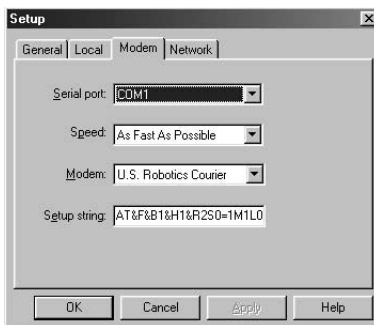 Setup
General Local Modem Network
Serial port: COM1
Speed: As Fast As Possible
Modem: U.S. Robotics Courier
Setup string: AT&F&B1&H1&R2S0=1M1L0
OK Cancel Apply Help